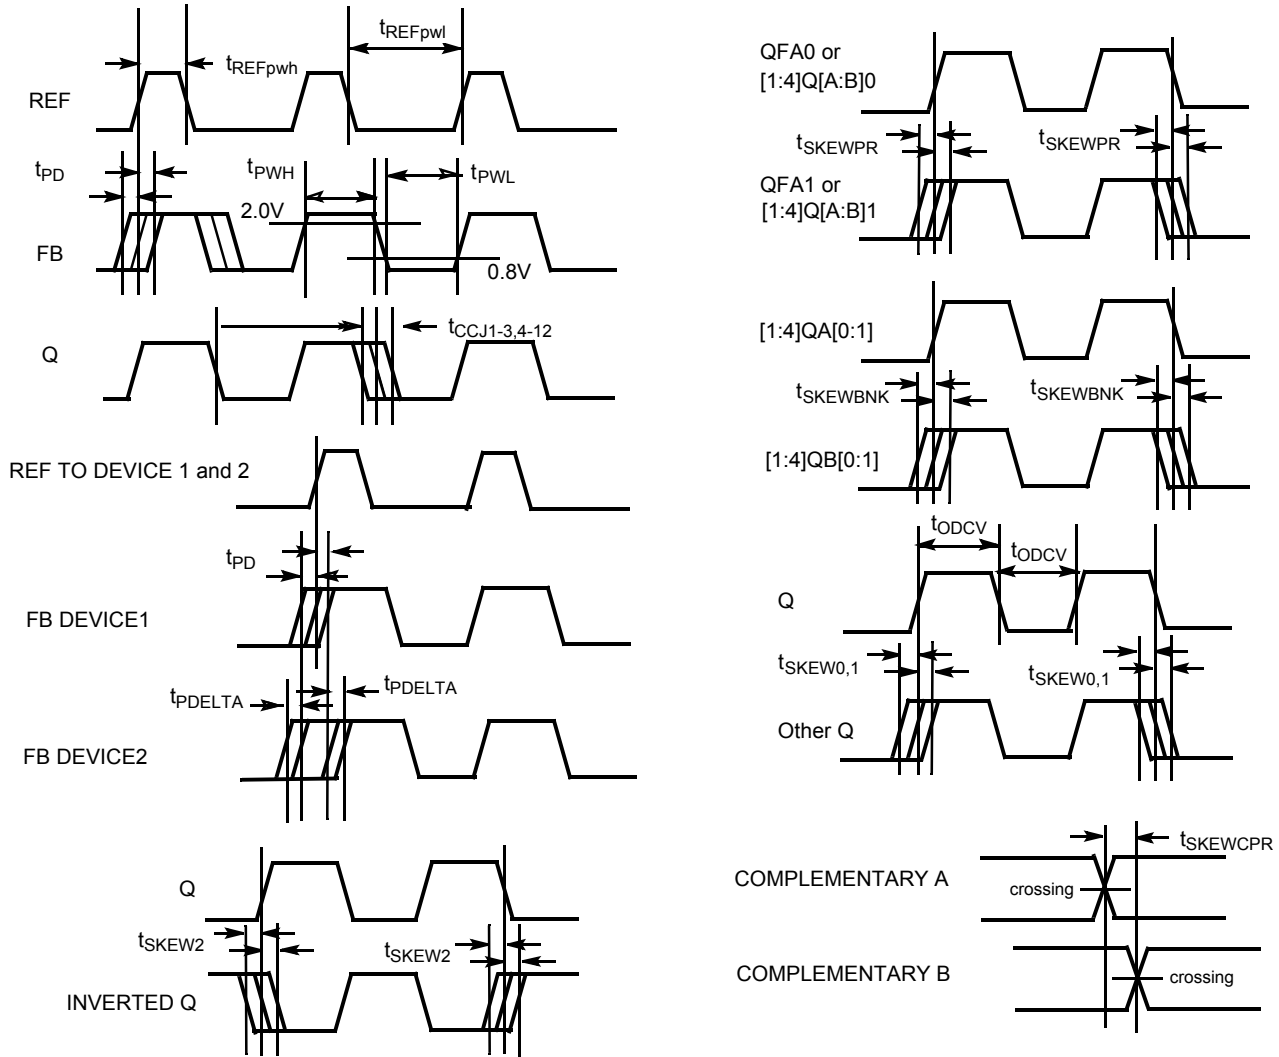 tREFpwh
tREFpwl
REF
tPD
tPWH
tPWL
2.0V
FB
0.8V
Q
tCCJ1-3,4-12
REF TO DEVICE 1 and 2
tPD
FB DEVICE1
tPDELTA
tPDELTA
FB DEVICE2
Q
tSKEW2
tSKEW2
INVERTED Q
QFA0 or
[1:4]Q[A:B]0
tSKEWPR
tSKEWPR
QFA1 or
[1:4]Q[A:B]1
[1:4]QA[0:1]
tSKEWBNK
tSKEWBNK
[1:4]QB[0:1]
tODCV
tODCV
Q
tSKEW0,1
tSKEW0,1
Other Q
tSKEWCPR
COMPLEMENTARY A
crossing
COMPLEMENTARY B
crossing